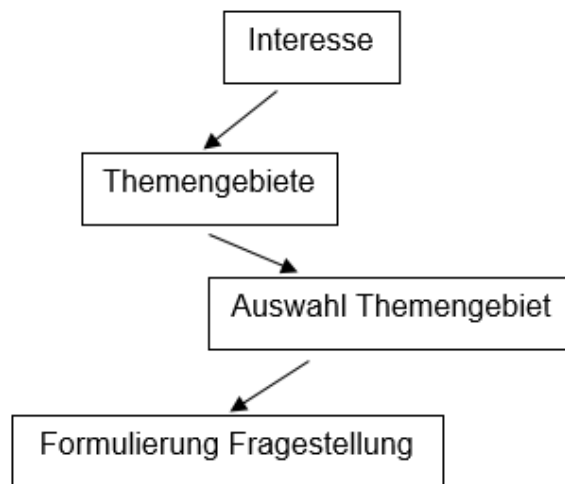 Interesse
Themengebiete
Auswahl Themengebiet
Formulierung Fragestellung